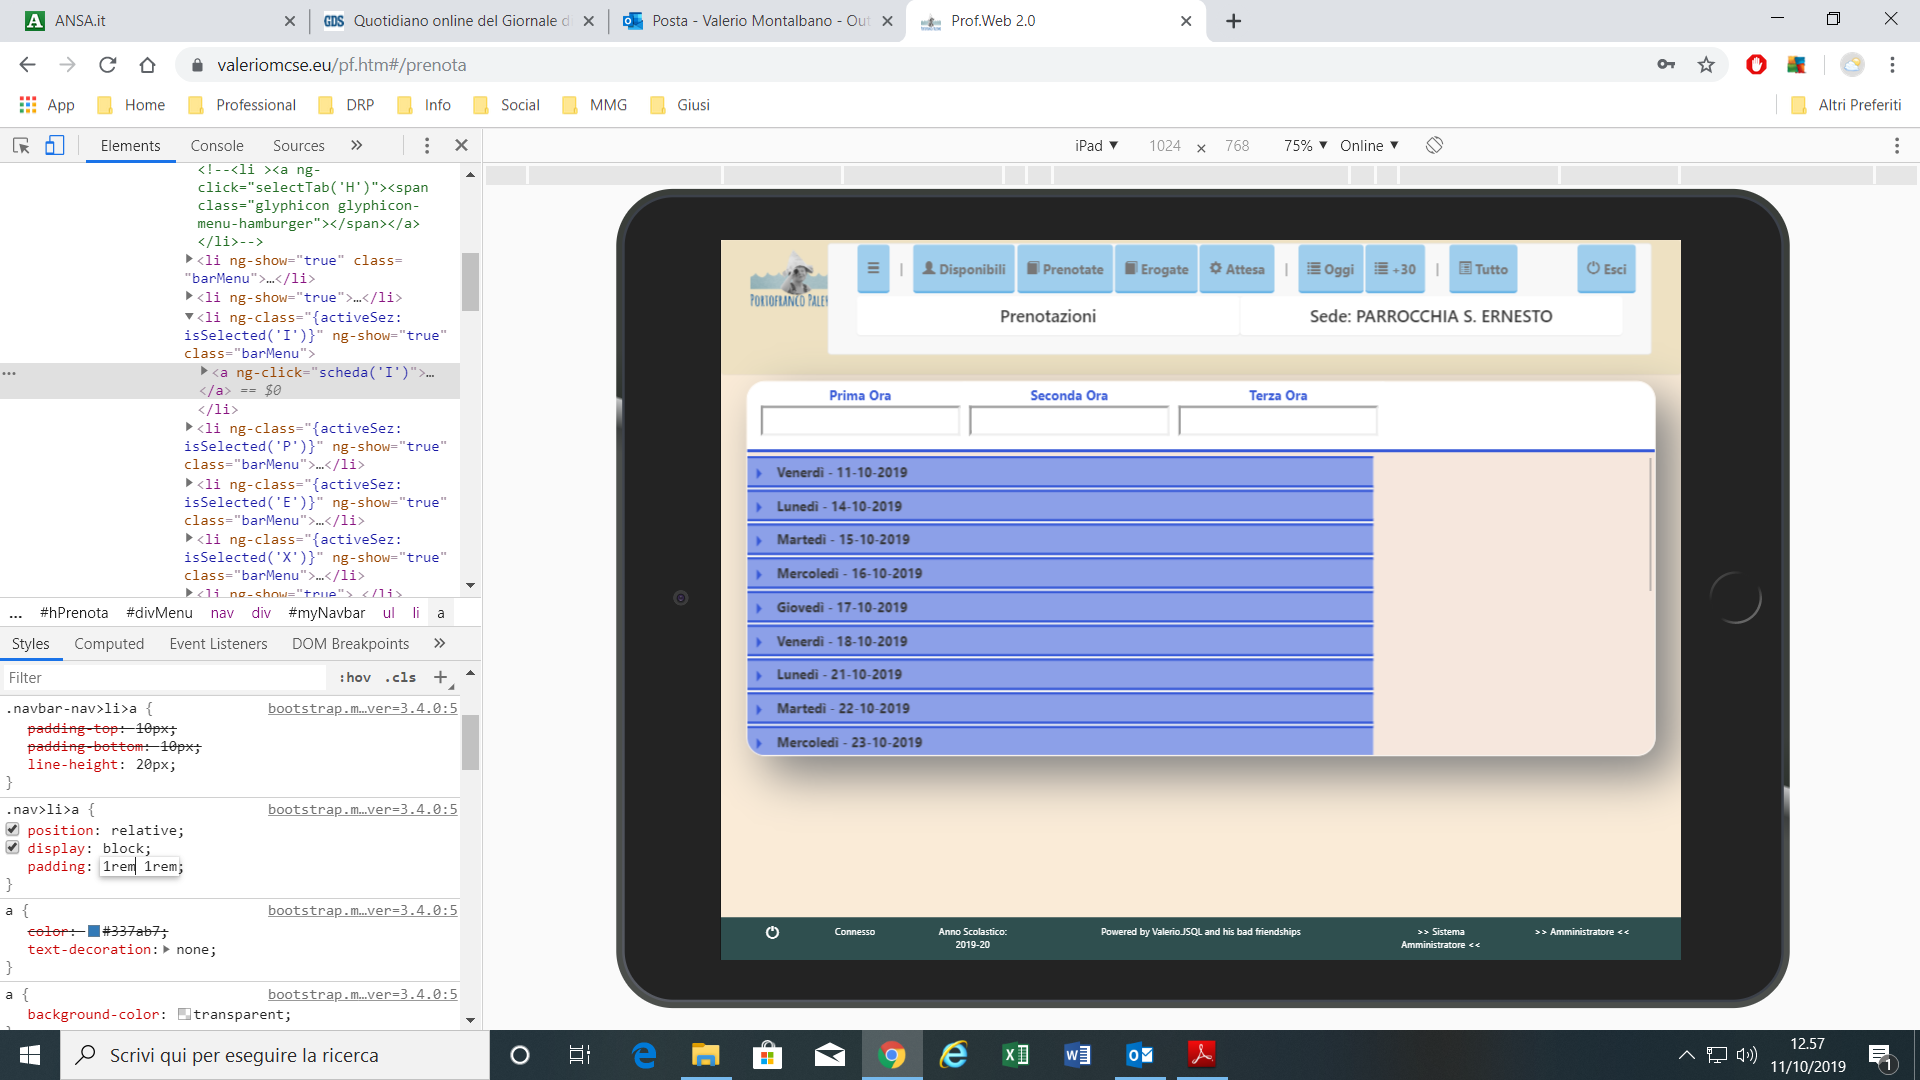 ANSA.it
Quotidiano online del Giornale d
Posta - Valerio Montalbano - Out
Prof.Web 2.0
valeriomcse.eu/pf.htm#/prenota
App
Home
Professional
DRP
Info
Social
MMG
Giusi
Altri Preferiti
Elements
Console
Sources
iPad
1024 x 768
75%
Online
<!--<li ><a ng-
click="selectTab('H')"><span
class="glyphicon glyphicon-
menu-hamburger"></span></a>
</li>-->
<li ng-show="true" class=
"barMenu">…</li>
<li ng-show="true">…</li>
<li ng-class="{activeSez:
isSelected('I')}" ng-show="true"
class="barMenu">
<a ng-click="scheda('I')">…
</a> == $0
</li>
<li ng-class="{activeSez:
isSelected('P')}" ng-show="true"
class="barMenu">…</li>
<li ng-class="{activeSez:
isSelected('E')}" ng-show="true"
class="barMenu">…</li>
<li ng-class="{activeSez:
isSelected('X')}" ng-show="true"
class="barMenu">…</li>
<li ng-show="true"> </li>
... #hPrenota #divMenu nav div #myNavbar ul li a
Styles
Computed
Event Listeners
DOM Breakpoints
Filter
:hov .cls +
.navbar-nav>li>a {
bootstrap.m…ver=3.4.0:5
padding-top: 10px;
padding-bottom: 10px;
line-height: 20px;
}
.nav>li>a {
bootstrap.m…ver=3.4.0:5
position: relative;
display: block;
padding: 1rem 1rem;
}
a {
bootstrap.m…ver=3.4.0:5
color: #337ab7;
text-decoration: none;
}
a {
bootstrap.m…ver=3.4.0:5
background-color: transparent;
PORTOFRANCO PALE
|
Disponibili
Prenotate
Erogate
Attesa
|
Oggi
+30
|
Tutto
Esci
Prenotazioni
Sede: PARROCCHIA S. ERNESTO
Prima Ora
Seconda Ora
Terza Ora
Venerdì - 11-10-2019
Lunedì - 14-10-2019
Martedì - 15-10-2019
Mercoledì - 16-10-2019
Giovedì - 17-10-2019
Venerdì - 18-10-2019
Lunedì - 21-10-2019
Martedì - 22-10-2019
Mercoledì - 23-10-2019
Connesso
Anno Scolastico:
2019-20
Powered by Valerio.JSQL and his bad friendships
>> Sistema
Amministratore <<
>> Amministratore <<
Scrivi qui per eseguire la ricerca
12.57
11/10/2019
1